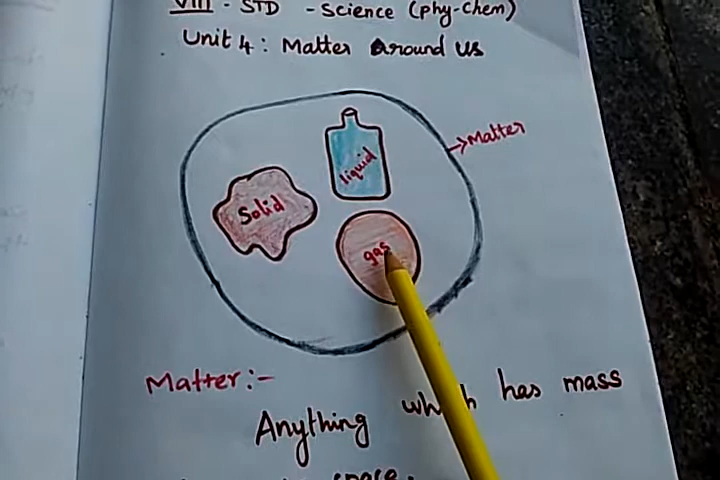 VIII - STD - Science (phy-chem)
Unit 4 : Matter Around us
Matter
liquid
Solid
gas
Matter:-
Anything which has mass
space.